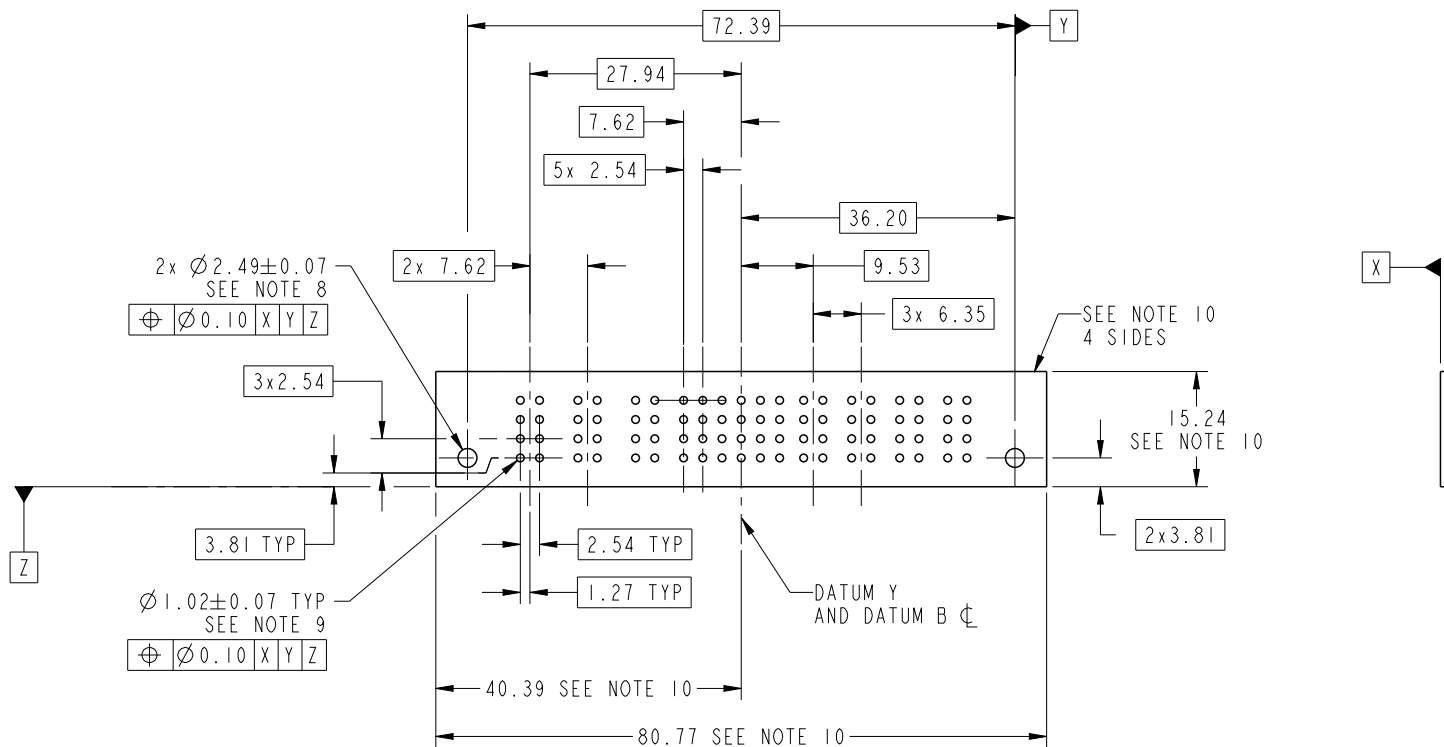 72.39
Y
27.94
7.62
5x 2.54
36.20
2x Ø2.49±0.07
SEE NOTE 8
⌖ Ø0.10 X Y Z
2x 7.62
9.53
X
3x 6.35
SEE NOTE 10
4 SIDES
3x2.54
15.24
SEE NOTE 10
3.81 TYP
2.54 TYP
2x3.81
Z
1.27 TYP
Ø1.02±0.07 TYP
SEE NOTE 9
⌖ Ø0.10 X Y Z
DATUM Y
AND DATUM B ℄
40.39 SEE NOTE 10
80.77 SEE NOTE 10